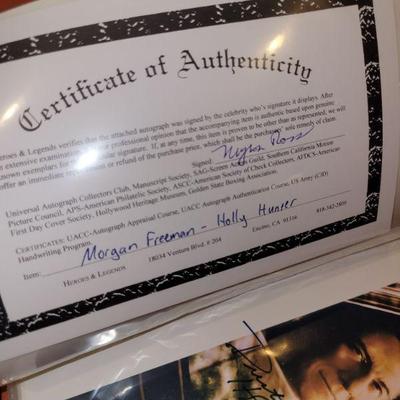 Certificate of Authenticity
Heroes & Legends verifies that the attached autograph was signed by the celebrity who's signature it displays. After
extensive examination, professional opinion that the accompanying item is authentic based upon genuine
known exemplars signature. If, at any time, this item is proven to be other than as represented, we will
offer an immediate or refund of the purchase price, which shall be the purchasers' sole remedy of claim.
Signed:
Universal Autograph Collectors Club, Manuscript Society, SAG-Screen Actors Guild, Southern California Motion
Picture Council, APS-American Philatelic Society, ASCC-American Society of Check Collectors, AFDCS-American
First Day Cover Society, Hollywood Heritage Museum, Golden State Boxing Association.
CERTIFICATES: UACC-Autograph Appraisal Course, UACC Autograph Authentication Course, US Army (CID)
Handwriting Program.
Item: Morgan Freeman - Holly Hunter
HEROES & LEGENDS 18034 Ventura Blvd. # 204 Encino, CA 91316 818-342-2805